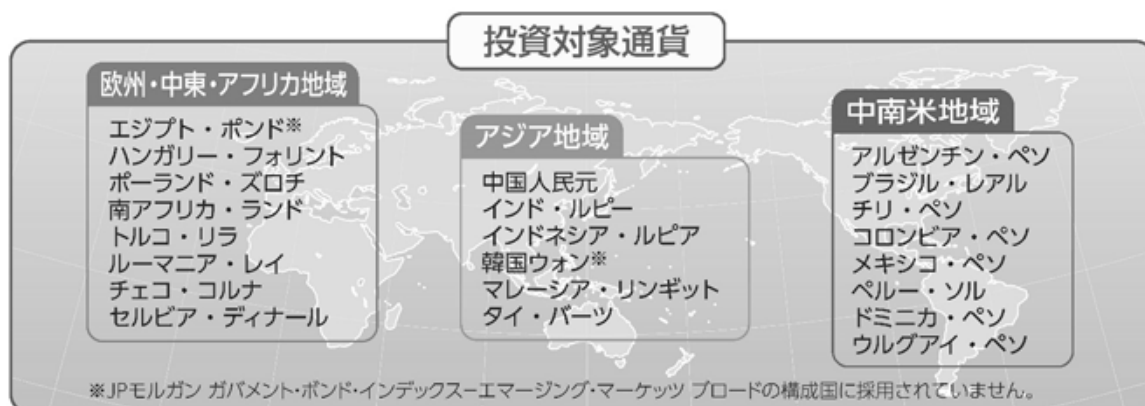 投資対象通貨
欧州・中東・アフリカ地域
エジプト・ポンド※
ハンガリー・フォリント
ポーランド・ズロチ
南アフリカ・ランド
トルコ・リラ
ルーマニア・レイ
チェコ・コルナ
セルビア・ディナール
アジア地域
中国人民元
インド・ルピー
インドネシア・ルピア
韓国ウォン※
マレーシア・リンギット
タイ・バーツ
中南米地域
アルゼンチン・ペソ
ブラジル・レアル
チリ・ペソ
コロンビア・ペソ
メキシコ・ペソ
ペルー・ソル
ドミニカ・ペソ
ウルグアイ・ペソ
※JPモルガン ガバメント・ボンド・インデックス−エマージング・マーケッツ ブロードの構成国に採用されていません。